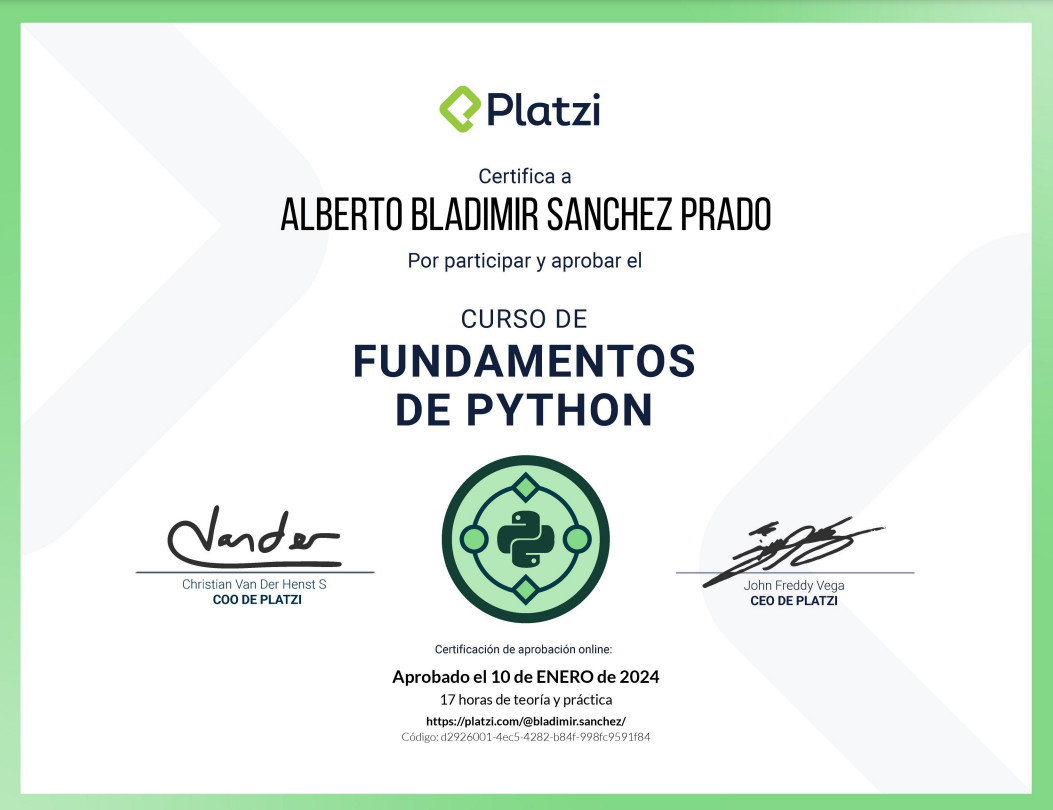 Platzi
Certifica a
ALBERTO BLADIMIR SANCHEZ PRADO
Por participar y aprobar el
CURSO DE
FUNDAMENTOS
DE PYTHON
Vander
Christian Van Der Henst S
COO DE PLATZI
John Freddy Vega
CEO DE PLATZI
Certificación de aprobación online:
Aprobado el 10 de ENERO de 2024
17 horas de teoría y práctica
https://platzi.com/@bladimir.sanchez/
Código: d2926001-4ec5-4282-b84f-998fc9591f84